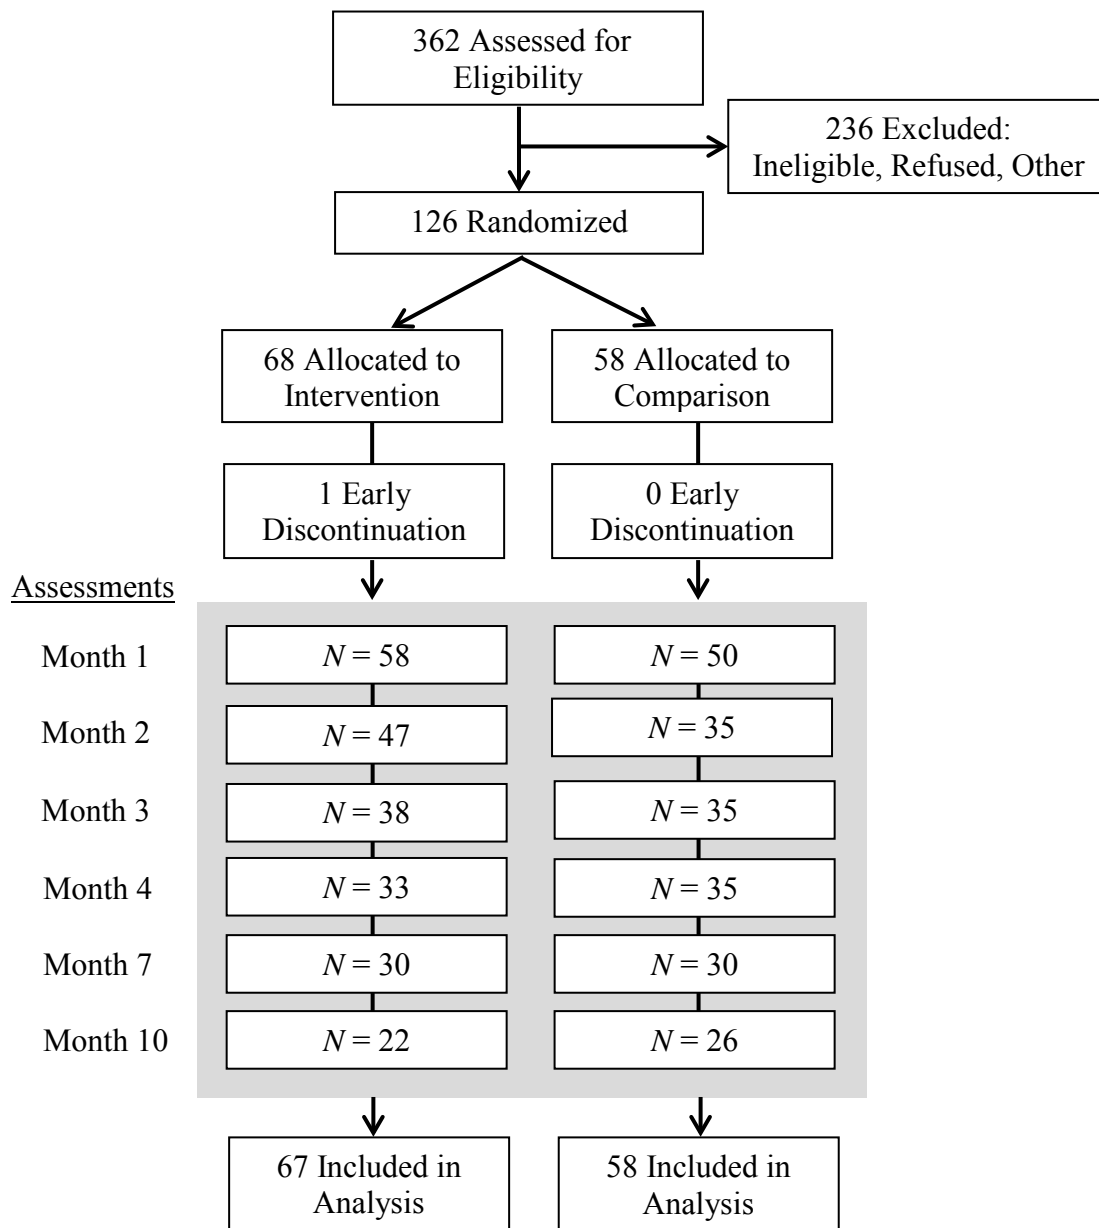 362 Assessed for
Eligibility
236 Excluded:
Ineligible, Refused, Other
126 Randomized
68 Allocated to
Intervention
58 Allocated to
Comparison
1 Early
Discontinuation
0 Early
Discontinuation
Assessments
Month 1
N = 58
N = 50
Month 2
N = 47
N = 35
Month 3
N = 38
N = 35
Month 4
N = 33
N = 35
Month 7
N = 30
N = 30
Month 10
N = 22
N = 26
67 Included in
Analysis
58 Included in
Analysis